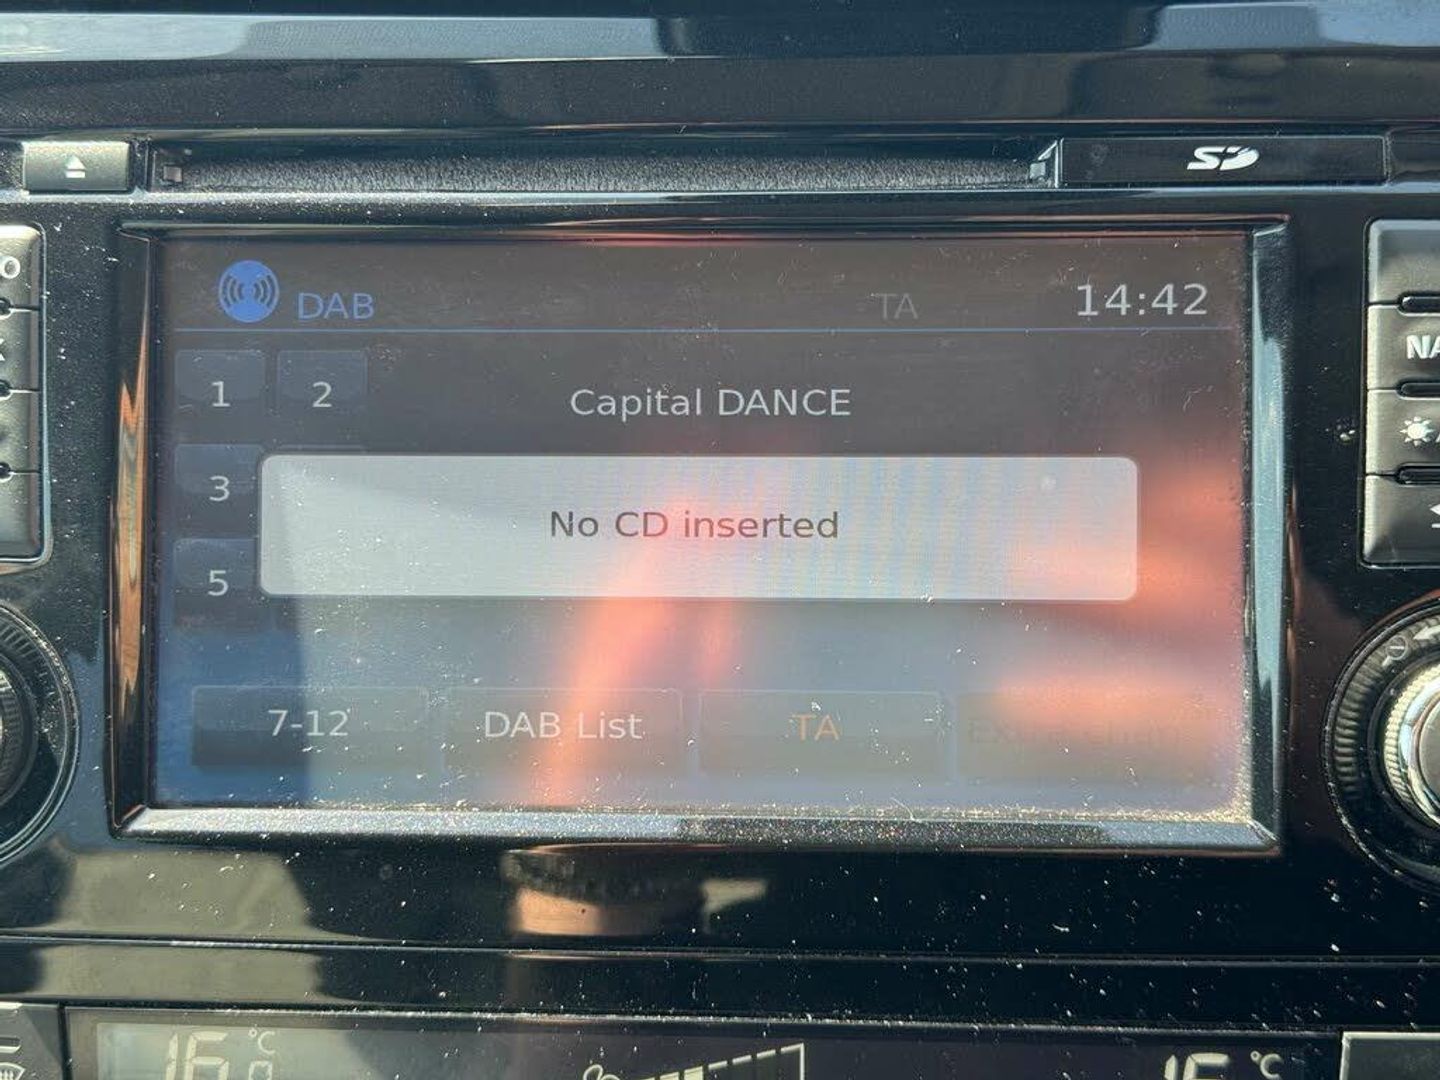 SD
DAB TA 14:42
1 2 Capital DANCE
3
No CD inserted
5
7-12 DAB List TA
16 °C °C